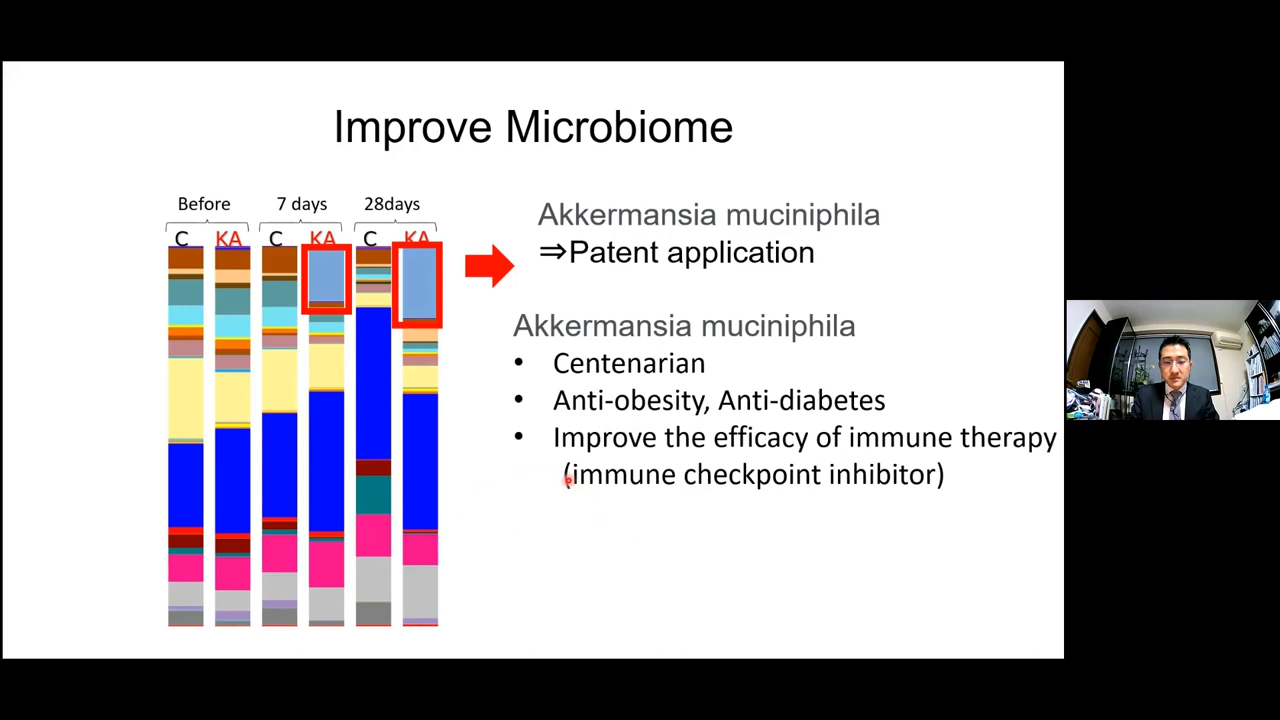 Improve Microbiome
Before 7 days 28days
C KA C KA C KA
Akkermansia muciniphila
⇒Patent application
Akkermansia muciniphila
• Centenarian
• Anti-obesity, Anti-diabetes
• Improve the efficacy of immune therapy
(immune checkpoint inhibitor)